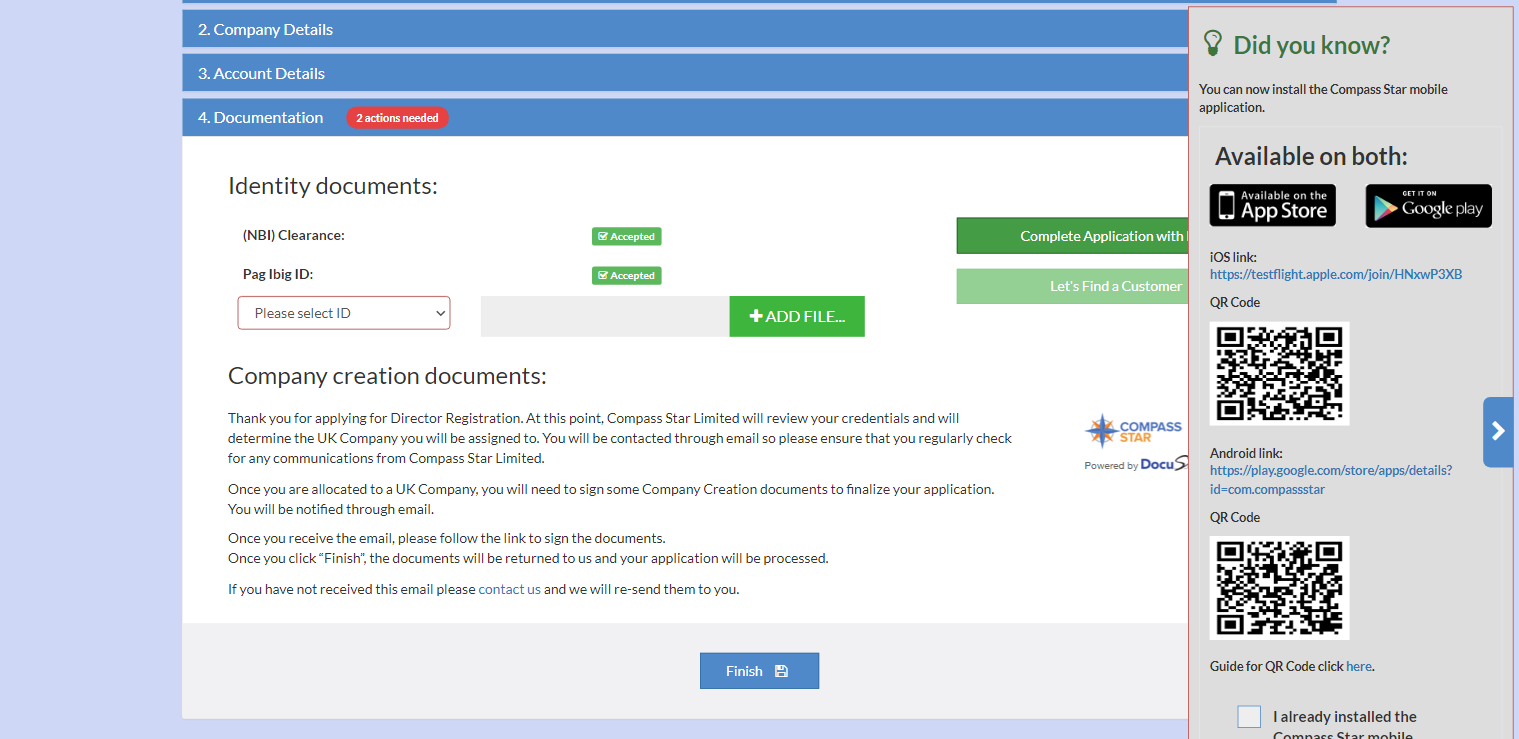 2. Company Details
3. Account Details
4. Documentation
2 actions needed
Identity documents:
(NBI) Clearance:
Accepted
Pag Ibig ID:
Accepted
Please select ID
ADD FILE...
Complete Application with
Let's Find a Customer
Company creation documents:
Thank you for applying for Director Registration. At this point, Compass Star Limited will review your credentials and will
determine the UK Company you will be assigned to. You will be contacted through email so please ensure that you regularly check
for any communications from Compass Star Limited.
Once you are allocated to a UK Company, you will need to sign some Company Creation documents to finalize your application.
You will be notified through email.
Once you receive the email, please follow the link to sign the documents.
Once you click “Finish”, the documents will be returned to us and your application will be processed.
If you have not received this email please contact us and we will re-send them to you.
COMPASS
STAR
Powered by DocuS
Finish
Did you know?
You can now install the Compass Star mobile
application.
Available on both:
Available on the
App Store
GET IT ON
Google play
iOS link:
https://testflight.apple.com/join/HNxwP3XB
QR Code
Android link:
https://play.google.com/store/apps/details?
id=com.compassstar
QR Code
Guide for QR Code click here.
I already installed the
Compass Star mobile